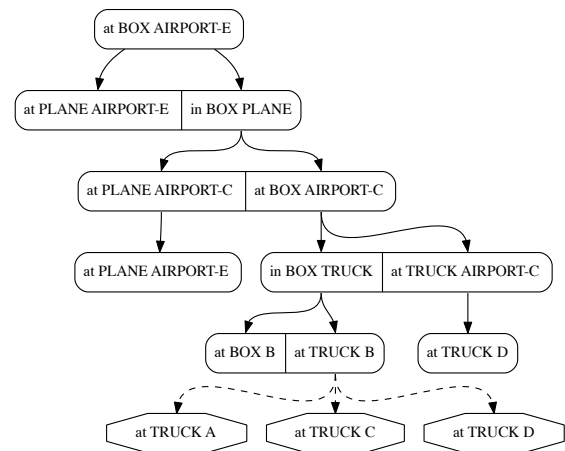 at BOX AIRPORT-E
at PLANE AIRPORT-E in BOX PLANE
at PLANE AIRPORT-C at BOX AIRPORT-C
at PLANE AIRPORT-E in BOX TRUCK at TRUCK AIRPORT-C
at BOX B at TRUCK B at TRUCK D
at TRUCK A at TRUCK C at TRUCK D